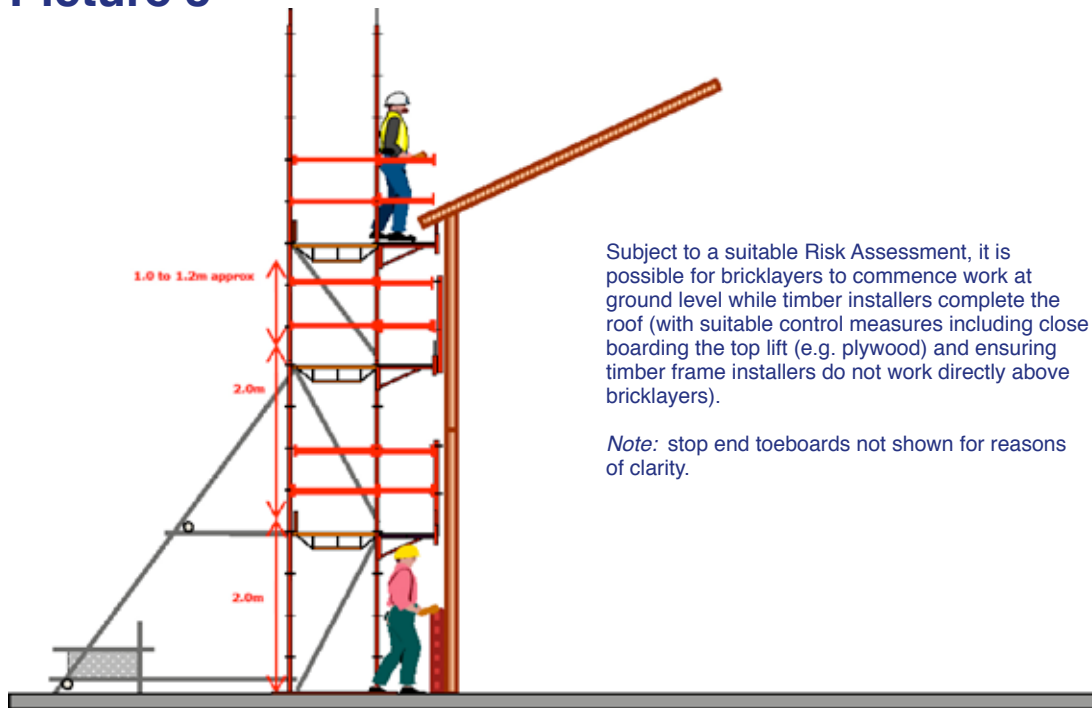 1.0 to 1.2m approx
2.0m
2.0m
Subject to a suitable Risk Assessment, it is
possible for bricklayers to commence work at
ground level while timber installers complete the
roof (with suitable control measures including close
boarding the top lift (e.g. plywood) and ensuring
timber frame installers do not work directly above
bricklayers).
Note: stop end toeboards not shown for reasons
of clarity.